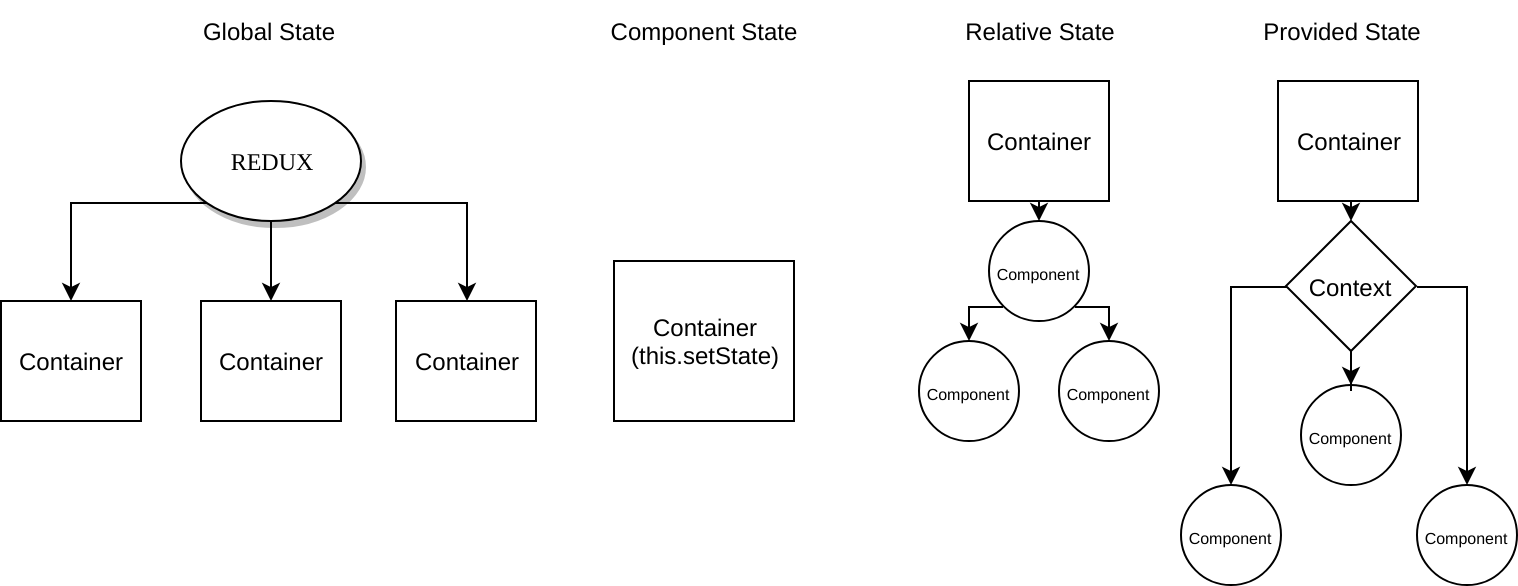 Global State
Component State
Relative State
Provided State
REDUX
Container
Container
Container
Container
(this.setState)
Container
Component
Component
Component
Container
Context
Component
Component
Component